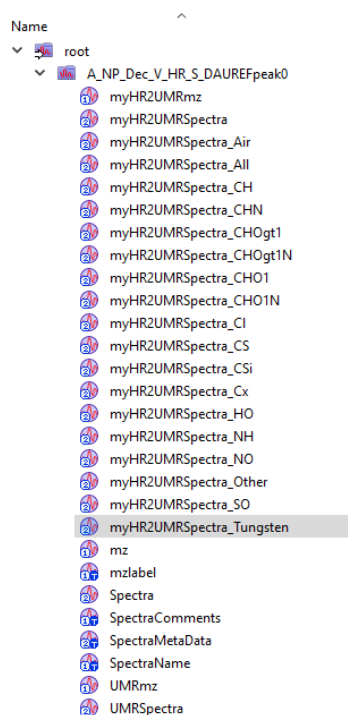 Name
root
A_NP_Dec_V_HR_S_DAUREFpeak0
myHR2UMRmz
myHR2UMRSpectra
myHR2UMRSpectra_Air
myHR2UMRSpectra_All
myHR2UMRSpectra_CH
myHR2UMRSpectra_CHN
myHR2UMRSpectra_CHOgt1
myHR2UMRSpectra_CHOgt1N
myHR2UMRSpectra_CHO1
myHR2UMRSpectra_CHO1N
myHR2UMRSpectra_Cl
myHR2UMRSpectra_CS
myHR2UMRSpectra_CSi
myHR2UMRSpectra_Cx
myHR2UMRSpectra_HO
myHR2UMRSpectra_NH
myHR2UMRSpectra_NO
myHR2UMRSpectra_Other
myHR2UMRSpectra_SO
myHR2UMRSpectra_Tungsten
mz
mzlabel
Spectra
SpectraComments
SpectraMetaData
SpectraName
UMRmz
UMRSpectra